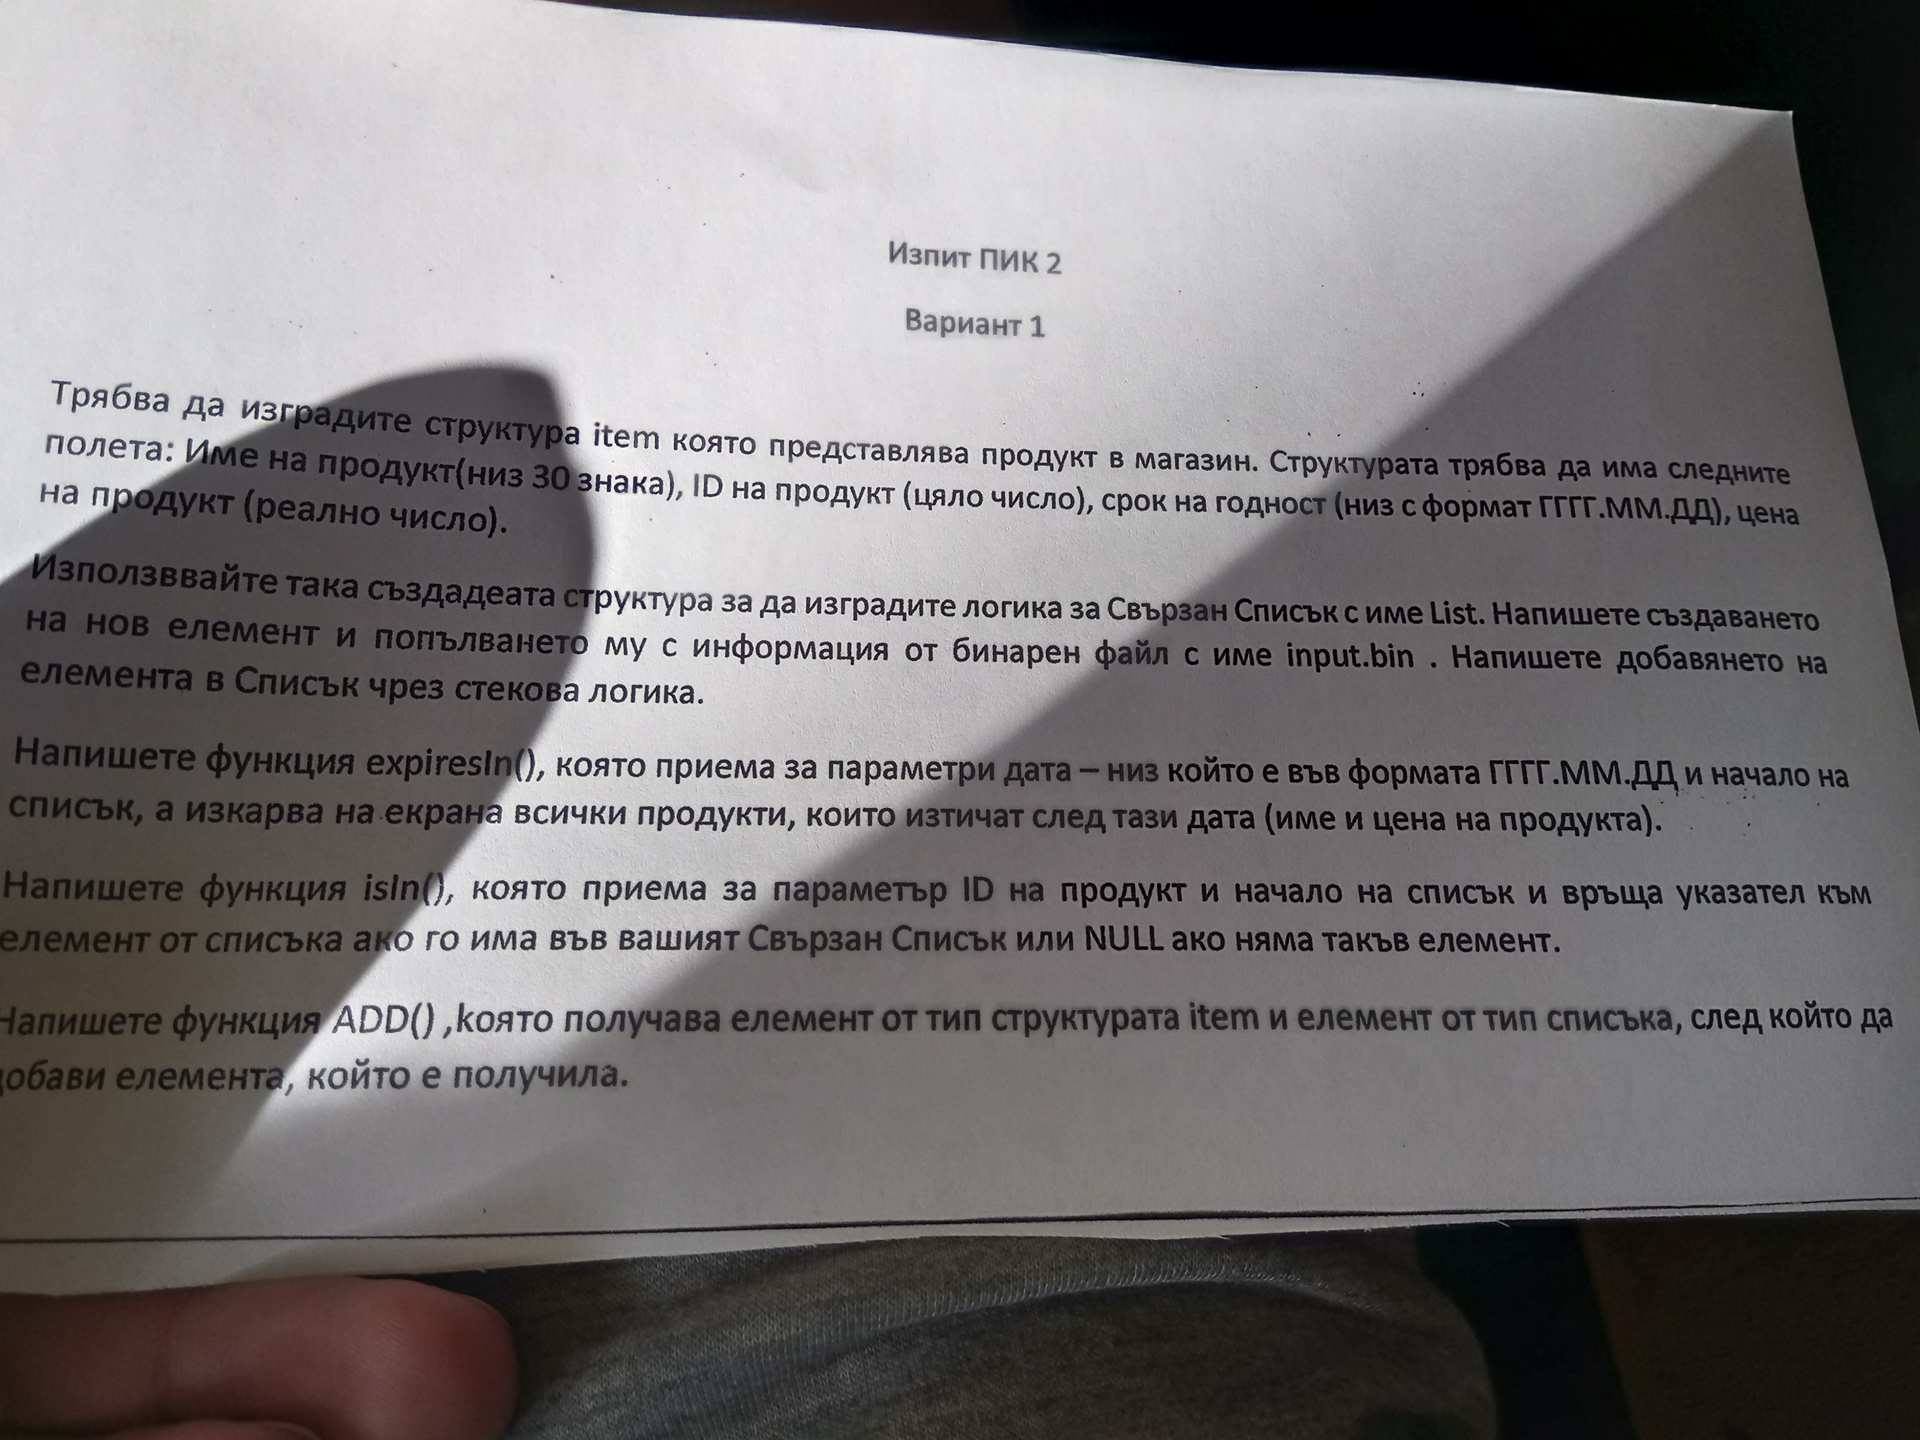 Изпит ПИК 2
Вариант 1
Трябва да изградите структура item която представлява продукт в магазин. Структурата трябва да има следните
полета: Име на продукт(низ 30 знака), ID на продукт (цяло число), срок на годност (низ с формат ГГГГ.ММ.ДД), цена
на продукт (реално число).
Използввайте така създадеата структура за да изградите логика за Свързан Списък с име List. Напишете създаването
на нов елемент и попълването му с информация от бинарен файл с име input.bin . Напишете добавянето на
елемента в Списък чрез стекова логика.
Напишете функция expiresIn(), която приема за параметри дата – низ който е във формата ГГГГ.ММ.ДД и начало на
списък, а изкарва на екрана всички продукти, които изтичат след тази дата (име и цена на продукта).
Напишете функция isIn(), която приема за параметър ID на продукт и начало на списък и връща указател към
елемент от списъка ако го има във вашият Свързан Списък или NULL ако няма такъв елемент.
Напишете функция ADD() ,която получава елемент от тип структурата item и елемент от тип списъка, след който да
добави елемента, който е получила.